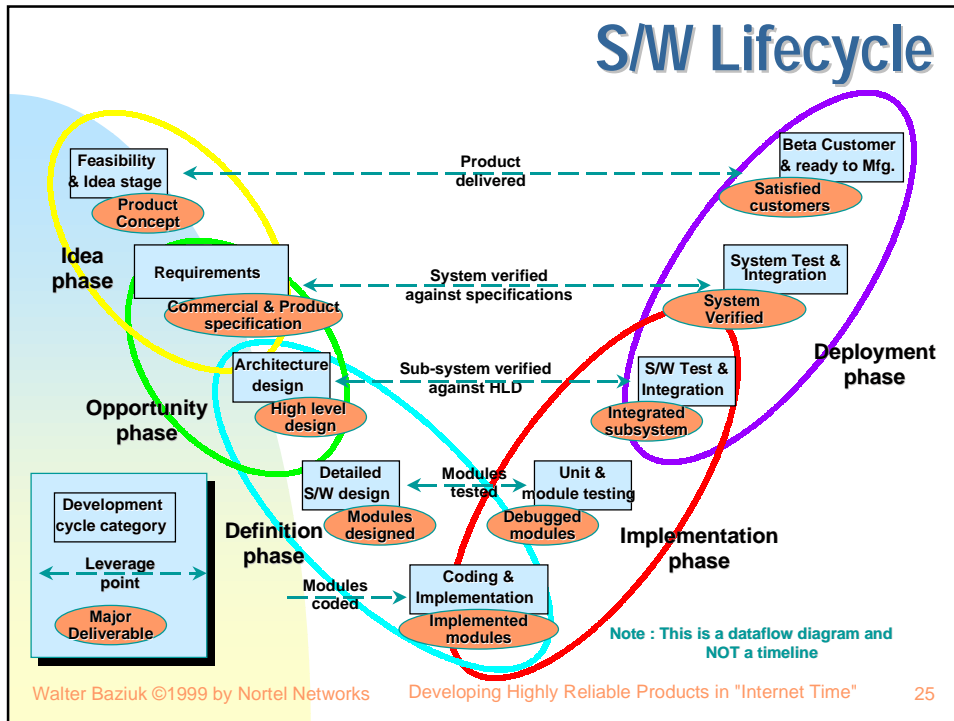 S/W Lifecycle
Feasibility
& Idea stage
Product
Concept
Product
delivered
Beta Customer
& ready to Mfg.
Satisfied
customers
Idea
phase
Requirements
Commercial & Product
specification
System verified
against specifications
System Test &
Integration
System
Verified
Deployment
phase
Architecture
design
High level
design
Sub-system verified
against HLD
S/W Test &
Integration
Integrated
subsystem
Opportunity
phase
Detailed
S/W design
Modules
designed
Modules
tested
Unit &
module testing
Debugged
modules
Definition
phase
Implementation
phase
Modules
coded
Coding &
Implementation
Implemented
modules
Development
cycle category
Leverage
point
Major
Deliverable
Note : This is a dataflow diagram and
NOT a timeline
Walter Baziuk ©1999 by Nortel Networks
Developing Highly Reliable Products in "Internet Time"
25